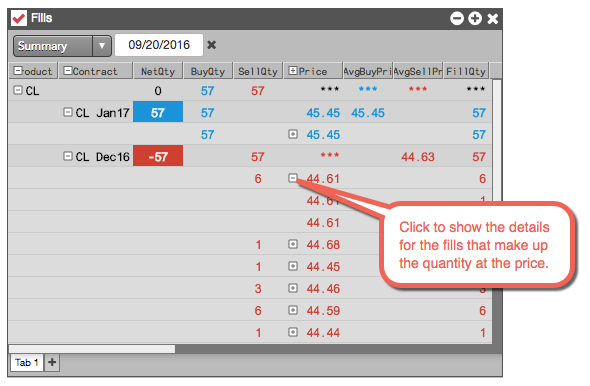 Fills
Summary 09/20/2016
roduct Contract NetQty BuyQty SellQty Price AvgBuyPri AvgSellPr FillQty
CL 0 57 57 *** *** *** ***
CL Jan17 57 57 45.45 45.45 57
57 45.45 57
CL Dec16 -57 57 *** 44.63 57
6 44.61 6
44.61 1
44.61
1 44.68
1 44.45
3 44.46 3
6 44.59 6
1 44.44 1
Click to show the details
for the fills that make up
the quantity at the price.
Tab 1